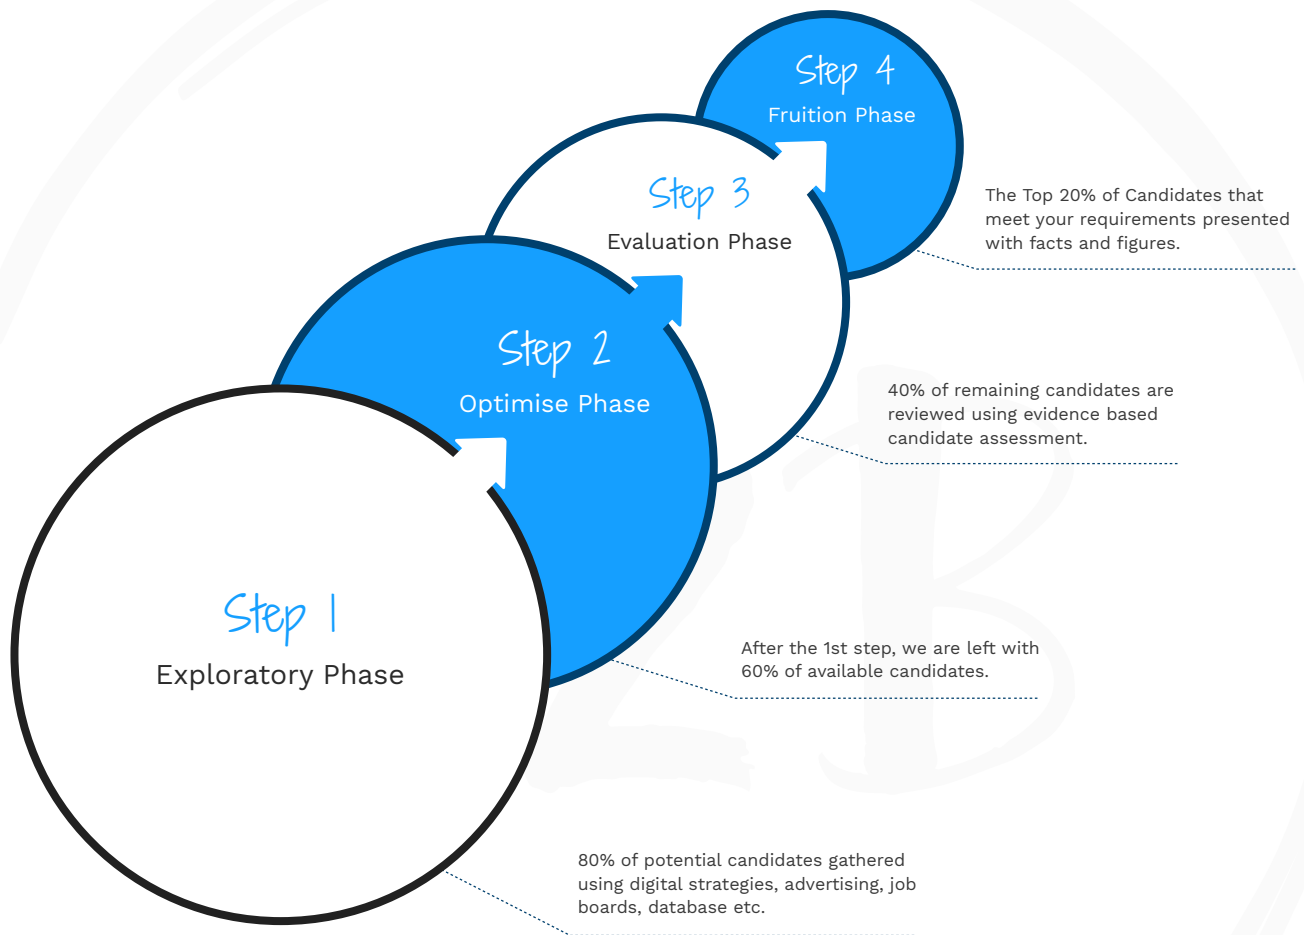 Step 4
Fruition Phase
The Top 20% of Candidates that
meet your requirements presented
with facts and figures.
Step 3
Evaluation Phase
40% of remaining candidates are
reviewed using evidence based
candidate assessment.
Step 2
Optimise Phase
After the 1st step, we are left with
60% of available candidates.
Step 1
Exploratory Phase
80% of potential candidates gathered
using digital strategies, advertising, job
boards, database etc.
2B